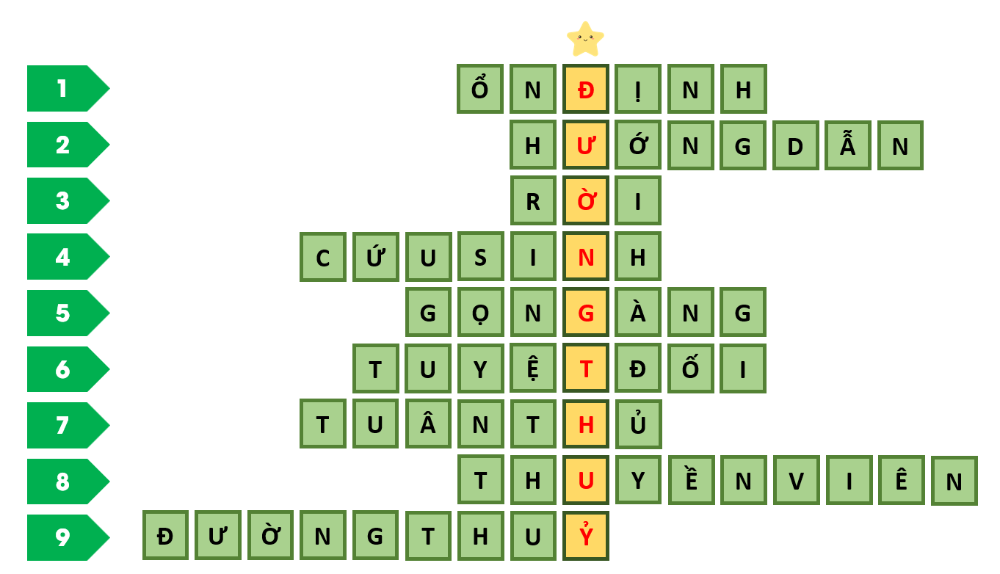 1 Ổ N Đ Ị N H
2 H Ư Ớ N G D Ẫ N
3 R Ờ I
4 C Ứ U S I N H
5 G Ọ N G À N G
6 T U Y Ệ T Đ Ố I
7 T U Â N T H Ủ
8 T H U Y Ề N V I Ê N
9 Đ Ư Ờ N G T H U Ỷ